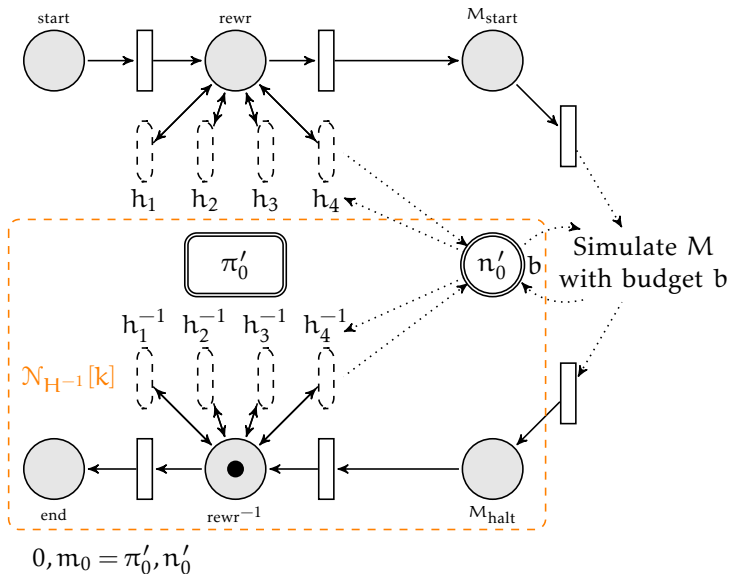 start
rewr
M_start
h_1 h_2 h_3 h_4
π′_0
n′_0
b
Simulate M
with budget b
h_1^{-1} h_2^{-1} h_3^{-1} h_4^{-1}
N_{H^{-1}}[k]
end
rewr^{-1}
M_halt
0, m_0 = π′_0, n′_0